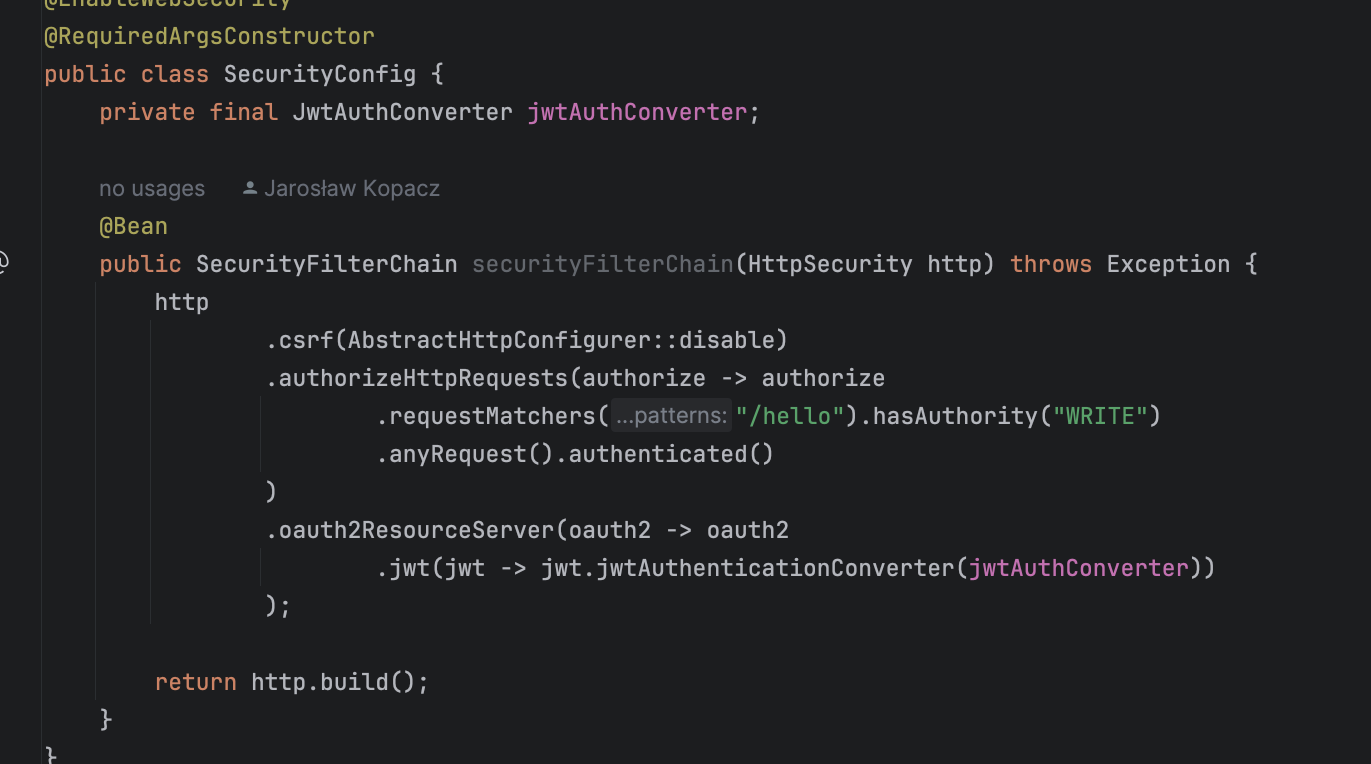 @EnableWebSecurity
@RequiredArgsConstructor
public class SecurityConfig {
    private final JwtAuthConverter jwtAuthConverter;
    no usages    Jarosław Kopacz
    @Bean
    public SecurityFilterChain securityFilterChain(HttpSecurity http) throws Exception {
        http
                .csrf(AbstractHttpConfigurer::disable)
                .authorizeHttpRequests(authorize -> authorize
                        .requestMatchers( ...patterns: "/hello").hasAuthority("WRITE")
                        .anyRequest().authenticated()
                )
                .oauth2ResourceServer(oauth2 -> oauth2
                        .jwt(jwt -> jwt.jwtAuthenticationConverter(jwtAuthConverter))
                );
        return http.build();
    }
}